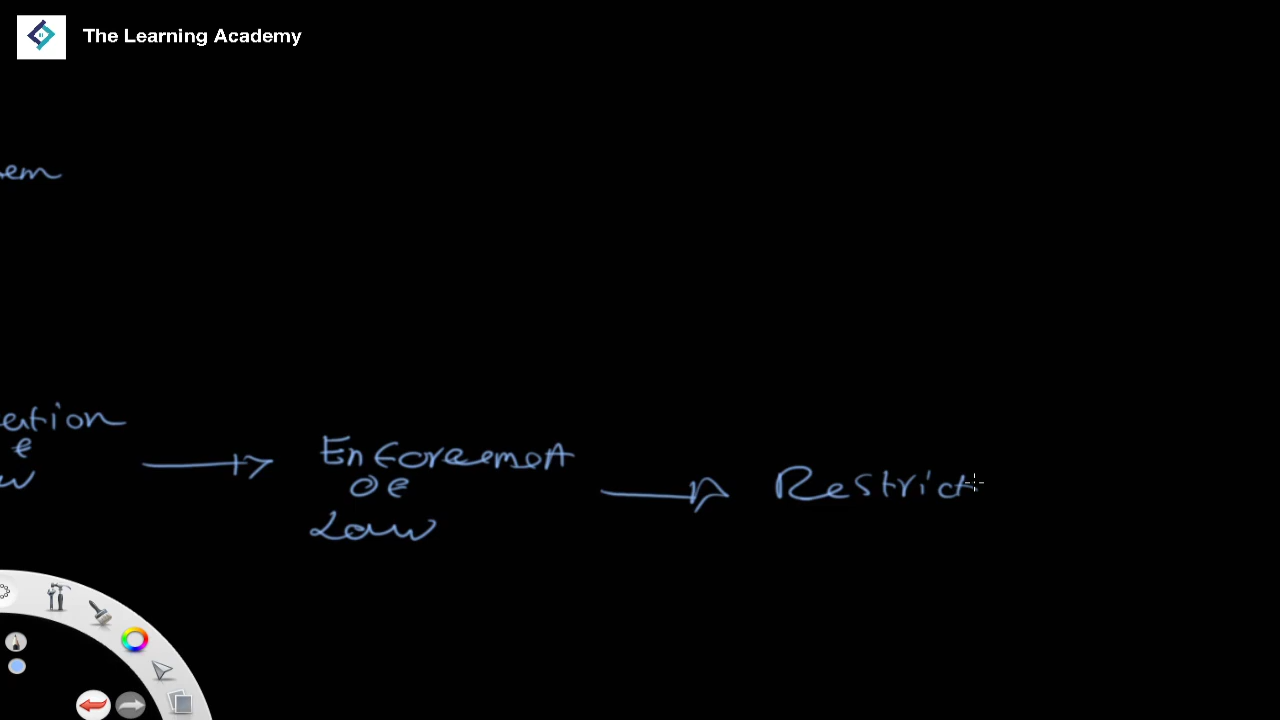 The Learning Academy
em
ation
Enforcement
of
Law
Restrict